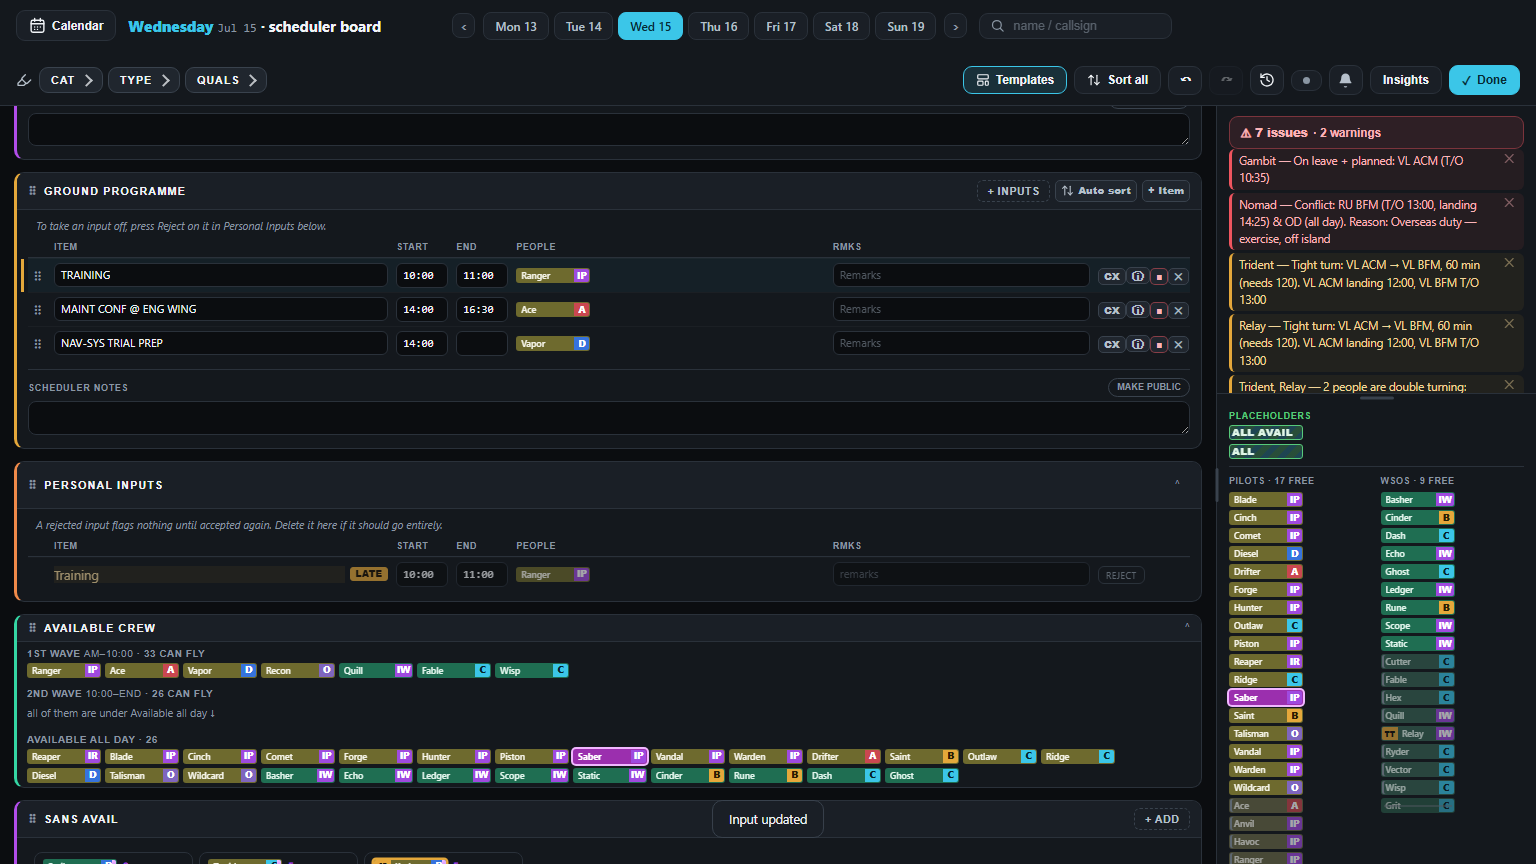 Calendar
Wednesday Jul 15 · scheduler board
Mon 13
Tue 14
Wed 15
Thu 16
Fri 17
Sat 18
Sun 19
name / callsign
CAT
TYPE
QUALS
Templates
Sort all
Insights
✓ Done
GROUND PROGRAMME
+ INPUTS
Auto sort
+ Item
To take an input off, press Reject on it in Personal Inputs below.
ITEM START END PEOPLE RMKS
TRAINING 10:00 11:00 Ranger IP Remarks CX
MAINT CONF @ ENG WING 14:00 16:30 Ace A Remarks CX
NAV-SYS TRIAL PREP 14:00 Vapor D Remarks CX
SCHEDULER NOTES
MAKE PUBLIC
PERSONAL INPUTS
A rejected input flags nothing until accepted again. Delete it here if it should go entirely.
ITEM START END PEOPLE RMKS
Training LATE 10:00 11:00 Ranger IP remarks REJECT
AVAILABLE CREW
1ST WAVE AM–10:00 · 33 CAN FLY
Ranger IP Ace A Vapor D Recon O Quill IW Fable C Wisp C
2ND WAVE 10:00–END · 26 CAN FLY
all of them are under Available all day ↓
AVAILABLE ALL DAY · 26
Reaper IR Blade IP Cinch IP Comet IP Forge IP Hunter IP Piston IP Saber IP Vandal IP Warden IP Drifter A Saint B Outlaw C Ridge C
Diesel D Talisman O Wildcard O Basher IW Echo IW Ledger IW Scope IW Static IW Cinder B Rune B Dash C Ghost C
SANS AVAIL
+ ADD
Input updated
⚠ 7 issues · 2 warnings
Gambit — On leave + planned: VL ACM (T/O
10:35)
Nomad — Conflict: RU BFM (T/O 13:00, landing
14:25) & OD (all day). Reason: Overseas duty —
exercise, off island
Trident — Tight turn: VL ACM → VL BFM, 60 min
(needs 120). VL ACM landing 12:00, VL BFM T/O
13:00
Relay — Tight turn: VL ACM → VL BFM, 60 min
(needs 120). VL ACM landing 12:00, VL BFM T/O
13:00
Trident, Relay — 2 people are double turning:
PLACEHOLDERS
ALL AVAIL
ALL
PILOTS · 17 FREE
Blade IP
Cinch IP
Comet IP
Diesel D
Drifter A
Forge IP
Hunter IP
Outlaw C
Piston IP
Reaper IR
Ridge C
Saber IP
Saint B
Talisman O
Vandal IP
Warden IP
Wildcard O
Ace A
Anvil IP
Havoc IP
Ranger IP
WSOS · 9 FREE
Basher IW
Cinder B
Dash C
Echo IW
Ghost C
Ledger IW
Rune B
Scope IW
Static IW
Cutter C
Fable C
Hex C
Quill IW
TT Relay IW
Ryder C
Vector C
Wisp C
Grit C